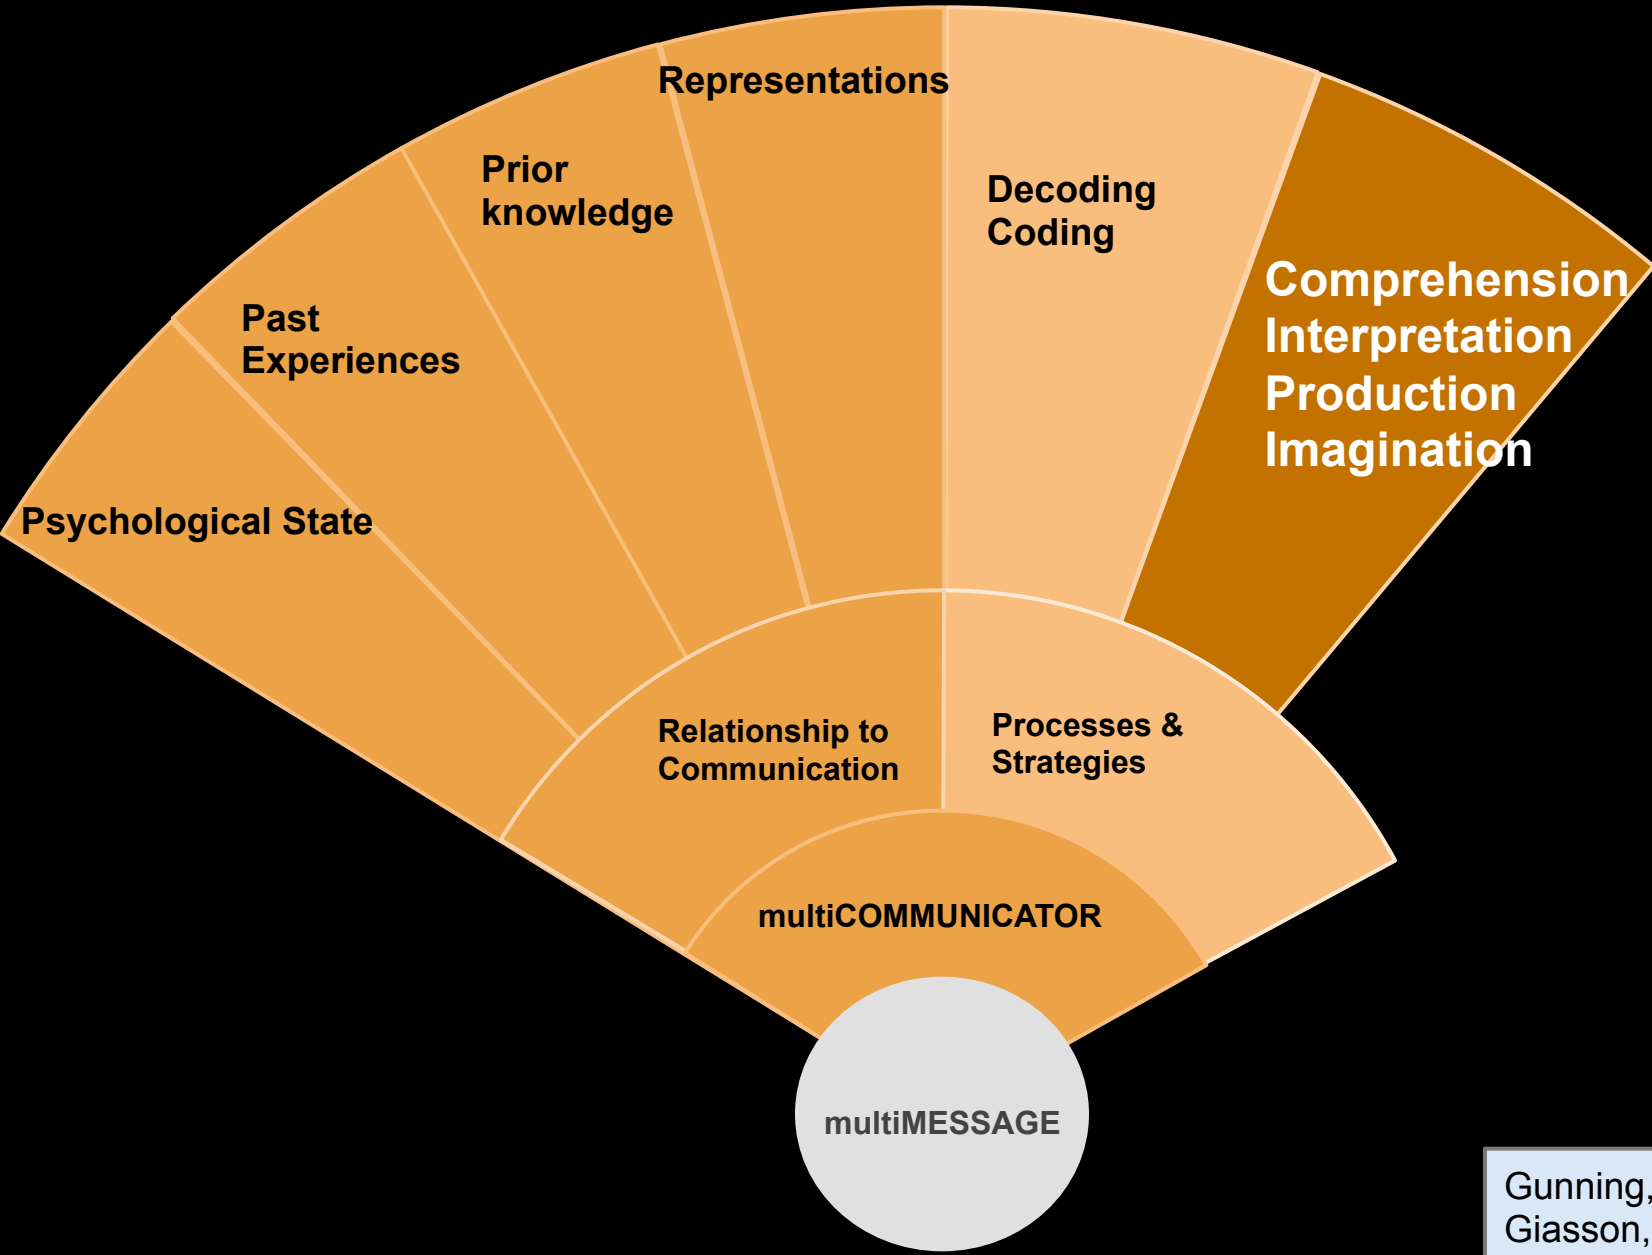 Representations
Prior
knowledge
Decoding
Coding
Comprehension
Interpretation
Production
Imagination
Past
Experiences
Psychological State
Relationship to
Communication
Processes &
Strategies
multiCOMMUNICATOR
multiMESSAGE
Gunning,
Giasson,